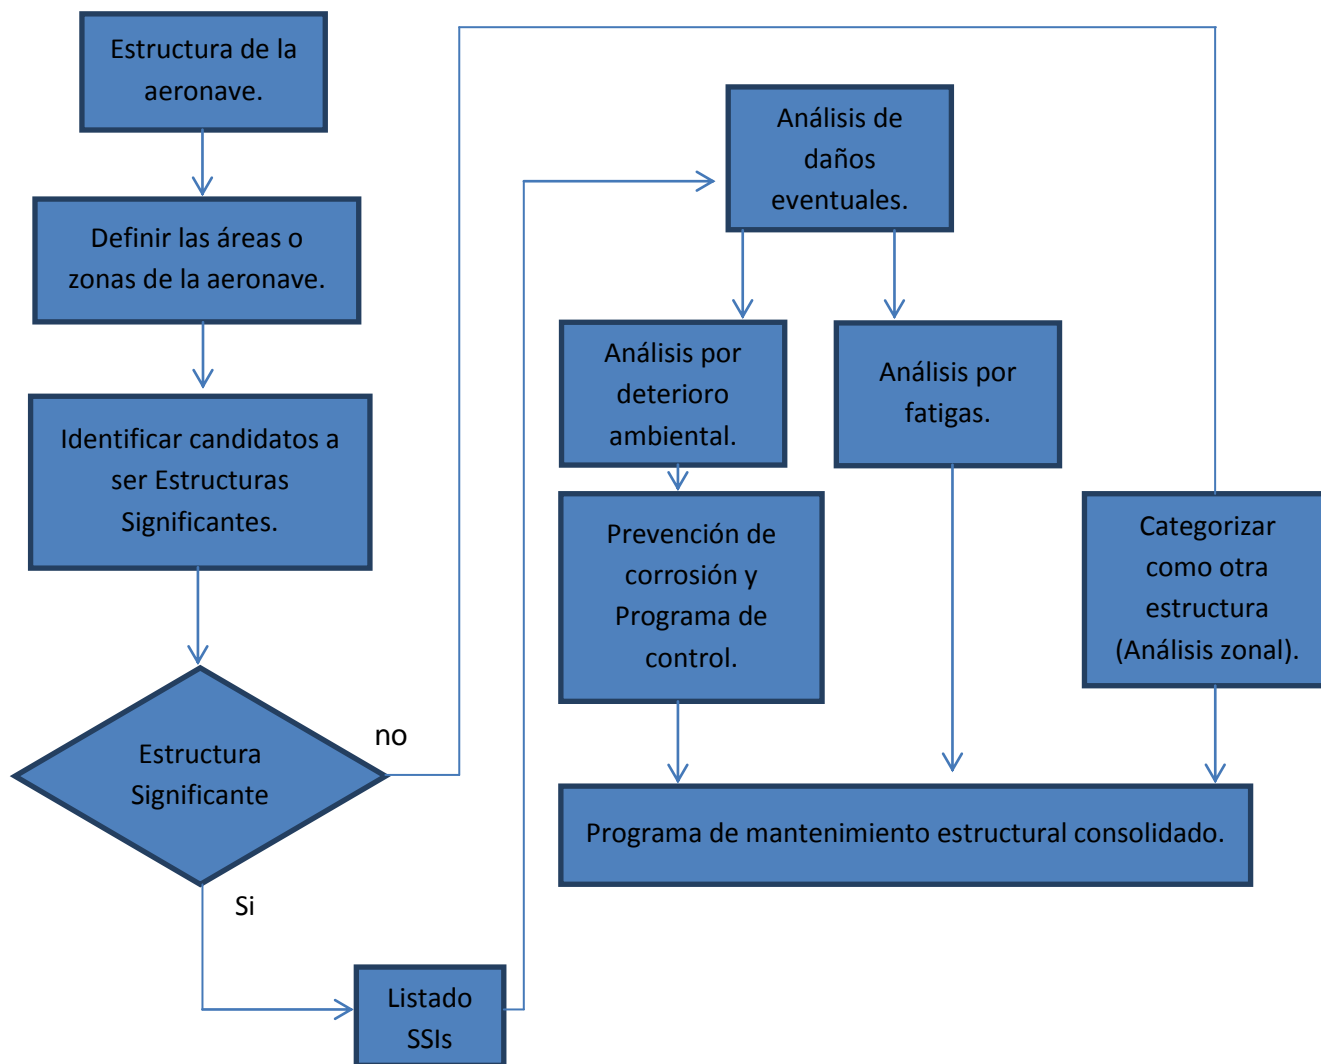 Estructura de la
aeronave.
Definir las áreas o
zonas de la aeronave.
Identificar candidatos a
ser Estructuras
Significantes.
Estructura
Significante
no
Si
Listado
SSIs
Análisis de
daños
eventuales.
Análisis por
deterioro
ambiental.
Análisis por
fatigas.
Prevención de
corrosión y
Programa de
control.
Categorizar
como otra
estructura
(Análisis zonal).
Programa de mantenimiento estructural consolidado.